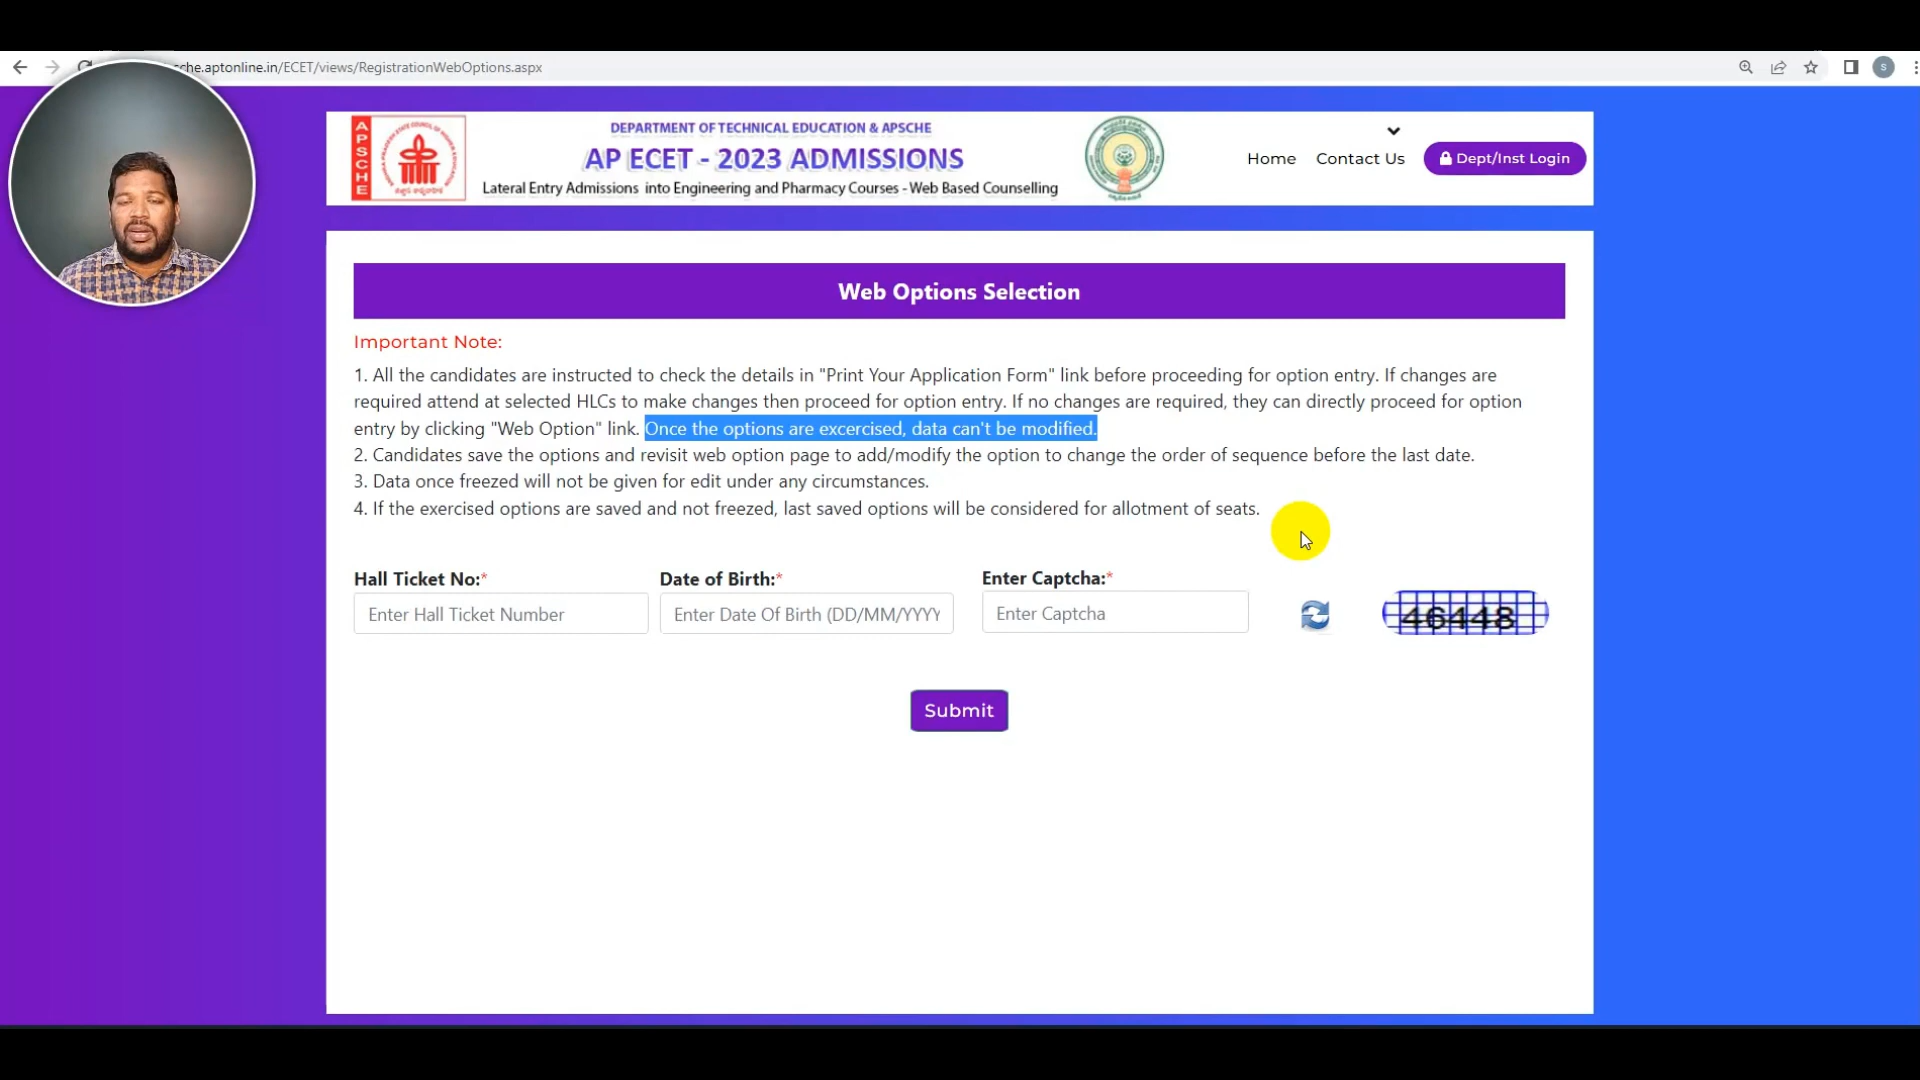 che.aptonline.in/ECET/views/RegistrationWebOptions.aspx
S
APSCHE
DEPARTMENT OF TECHNICAL EDUCATION & APSCHE
AP ECET - 2023 ADMISSIONS
Lateral Entry Admissions into Engineering and Pharmacy Courses - Web Based Counselling
Home
Contact Us
Dept/Inst Login
Web Options Selection
Important Note:
1. All the candidates are instructed to check the details in "Print Your Application Form" link before proceeding for option entry. If changes are
required attend at selected HLCs to make changes then proceed for option entry. If no changes are required, they can directly proceed for option
entry by clicking "Web Option" link. Once the options are excercised, data can't be modified.
2. Candidates save the options and revisit web option page to add/modify the option to change the order of sequence before the last date.
3. Data once freezed will not be given for edit under any circumstances.
4. If the exercised options are saved and not freezed, last saved options will be considered for allotment of seats.
Hall Ticket No:*
Date of Birth:*
Enter Captcha:*
Enter Hall Ticket Number
Enter Date Of Birth (DD/MM/YYYY
Enter Captcha
46448
Submit